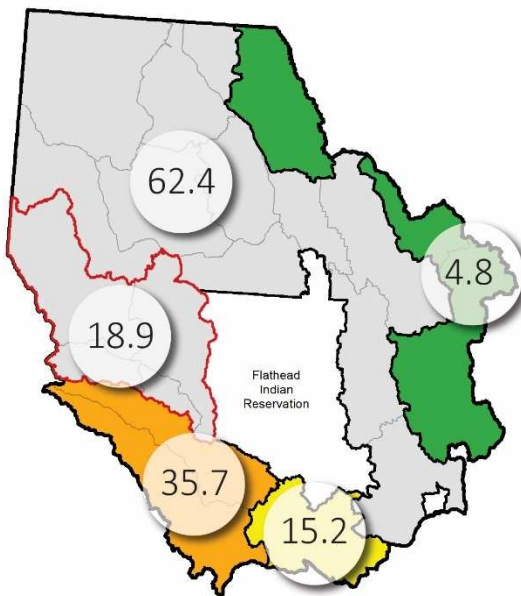 62.4
4.8
18.9
Flathead
Indian
Reservation
35.7
15.2